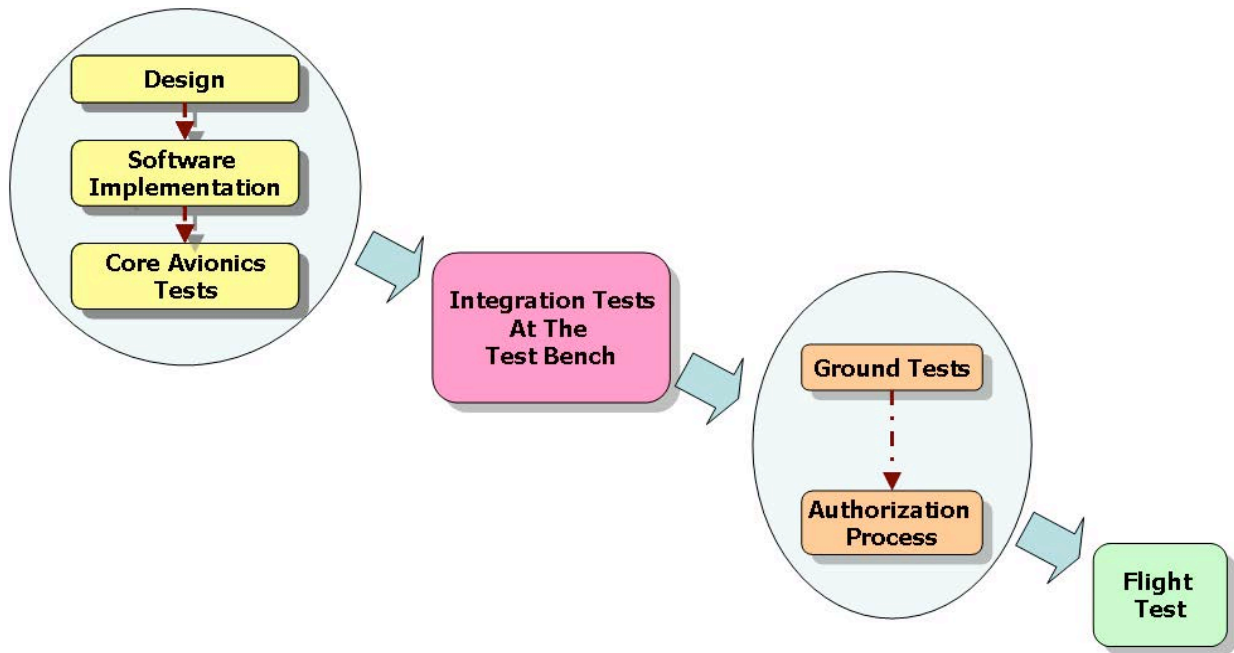 Design
Software
Implementation
Core Avionics
Tests
Integration Tests
At The
Test Bench
Ground Tests
Authorization
Process
Flight
Test